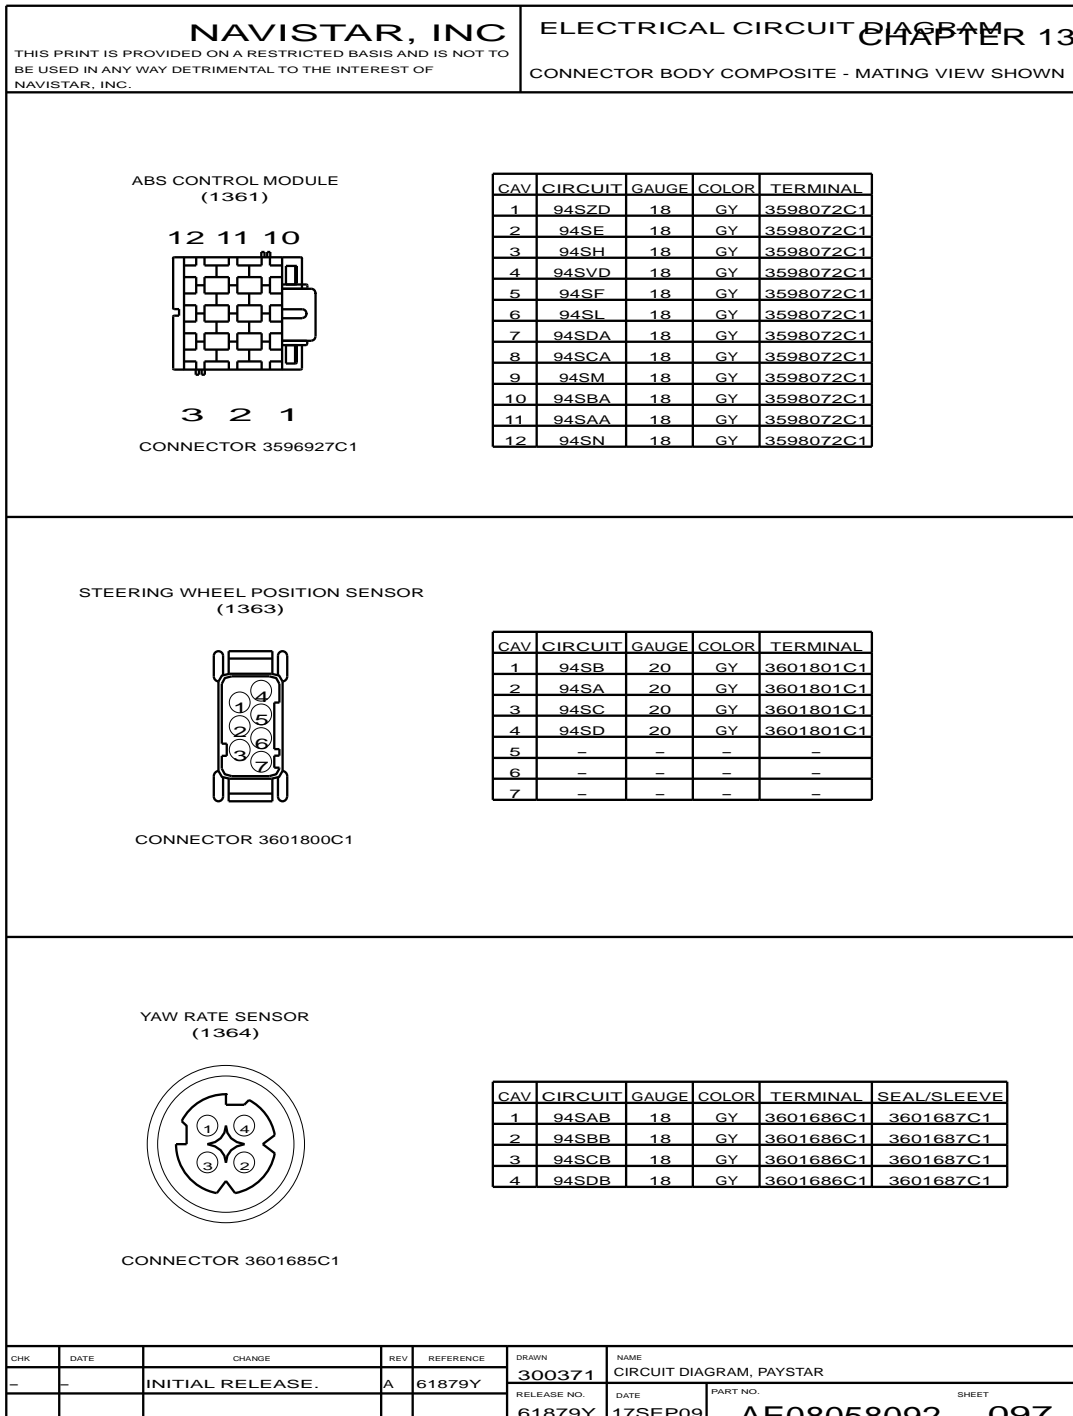 NAVISTAR, INC
THIS PRINT IS PROVIDED ON A RESTRICTED BASIS AND IS NOT TO
BE USED IN ANY WAY DETRIMENTAL TO THE INTEREST OF
NAVISTAR, INC.
ELECTRICAL CIRCUIT DIAGRAM
CHAPTER 13
CONNECTOR BODY COMPOSITE - MATING VIEW SHOWN
ABS CONTROL MODULE
(1361)
12 11 10
3 2 1
CONNECTOR 3596927C1
CAV CIRCUIT GAUGE COLOR TERMINAL
1 94SZD 18 GY 3598072C1
2 94SE 18 GY 3598072C1
3 94SH 18 GY 3598072C1
4 94SVD 18 GY 3598072C1
5 94SF 18 GY 3598072C1
6 94SL 18 GY 3598072C1
7 94SDA 18 GY 3598072C1
8 94SCA 18 GY 3598072C1
9 94SM 18 GY 3598072C1
10 94SBA 18 GY 3598072C1
11 94SAA 18 GY 3598072C1
12 94SN 18 GY 3598072C1
STEERING WHEEL POSITION SENSOR
(1363)
4
1
5
2
6
3
7
CONNECTOR 3601800C1
CAV CIRCUIT GAUGE COLOR TERMINAL
1 94SB 20 GY 3601801C1
2 94SA 20 GY 3601801C1
3 94SC 20 GY 3601801C1
4 94SD 20 GY 3601801C1
5 – – – –
6 – – – –
7 – – – –
YAW RATE SENSOR
(1364)
1 4
3 2
CONNECTOR 3601685C1
CAV CIRCUIT GAUGE COLOR TERMINAL SEAL/SLEEVE
1 94SAB 18 GY 3601686C1 3601687C1
2 94SBB 18 GY 3601686C1 3601687C1
3 94SCB 18 GY 3601686C1 3601687C1
4 94SDB 18 GY 3601686C1 3601687C1
CHK DATE CHANGE REV REFERENCE
– – INITIAL RELEASE. A 61879Y
DRAWN
300371
NAME
CIRCUIT DIAGRAM, PAYSTAR
RELEASE NO.
61879Y
DATE
17SEP09
PART NO.
AE08058092
SHEET
097